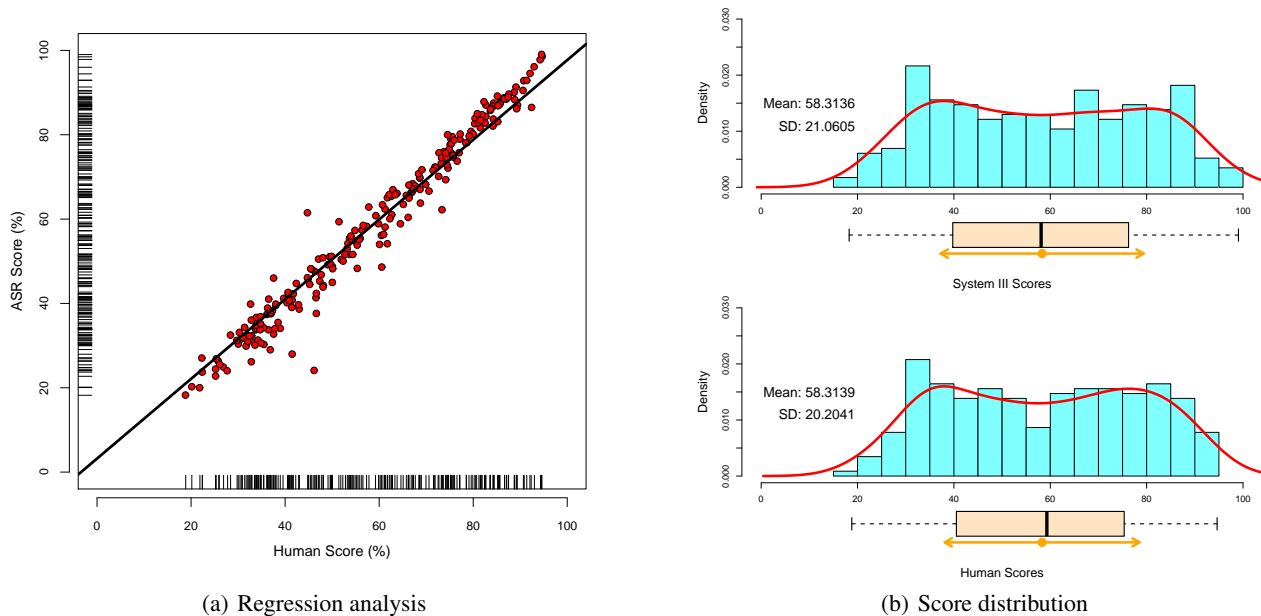 0 20 40 60 80 100
ASR Score (%)
0 20 40 60 80 100
Human Score (%)
(a) Regression analysis
0.000 0.010 0.020 0.030
Density
Mean: 58.3136
SD: 21.0605
0 20 40 60 80 100
System III Scores
0.000 0.010 0.020 0.030
Density
Mean: 58.3139
SD: 20.2041
0 20 40 60 80 100
Human Scores
(b) Score distribution